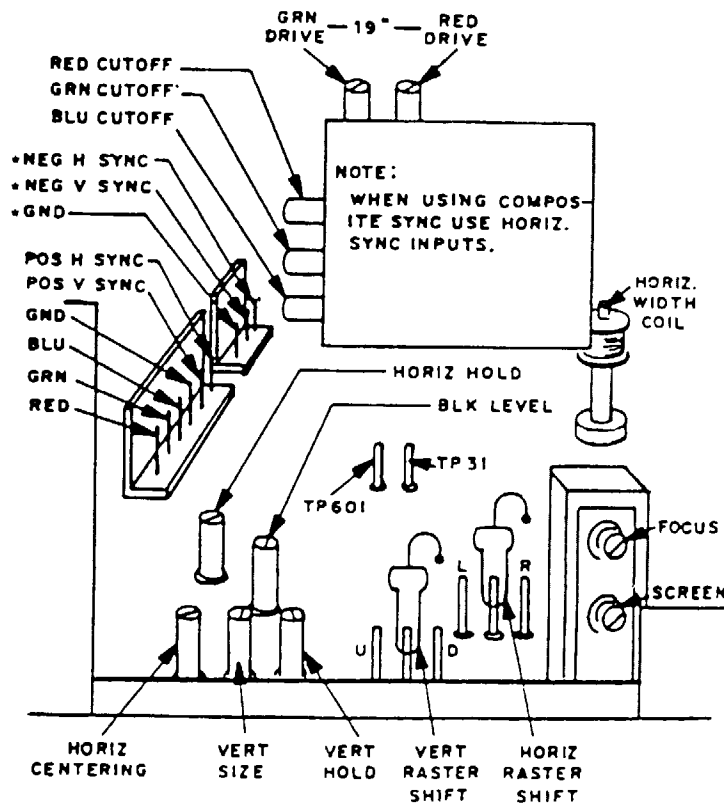 GRN DRIVE — 19" — RED DRIVE
RED CUTOFF
GRN CUTOFF
BLU CUTOFF
*NEG H SYNC
*NEG V SYNC
*GND
POS H SYNC
POS V SYNC
GND
BLU
GRN
RED
NOTE:
WHEN USING COMPOS-
ITE SYNC USE HORIZ.
SYNC INPUTS.
HORIZ.
WIDTH
COIL
HORIZ HOLD
BLK LEVEL
TP601
TP31
L
R
U
D
FOCUS
SCREEN
HORIZ
CENTERING
VERT
SIZE
VERT
HOLD
VERT
RASTER
SHIFT
HORIZ
RASTER
SHIFT